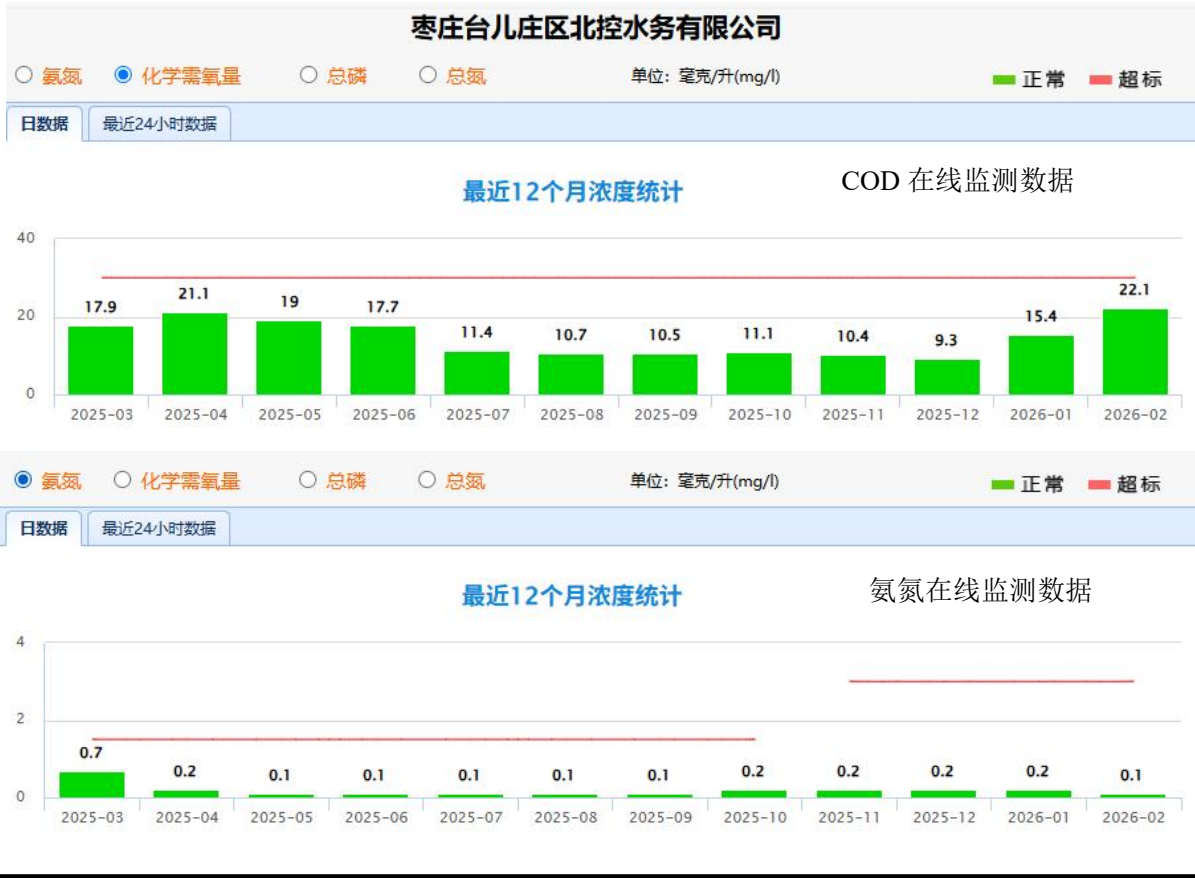 枣庄台儿庄区北控水务有限公司
氨氮 化学需氧量 总磷 总氮 单位：毫克/升(mg/l) 正常 超标
日数据 最近24小时数据
最近12个月浓度统计 COD 在线监测数据
40
20
0
17.9 21.1 19 17.7 11.4 10.7 10.5 11.1 10.4 9.3 15.4 22.1
2025-03 2025-04 2025-05 2025-06 2025-07 2025-08 2025-09 2025-10 2025-11 2025-12 2026-01 2026-02
氨氮 化学需氧量 总磷 总氮 单位：毫克/升(mg/l) 正常 超标
日数据 最近24小时数据
最近12个月浓度统计 氨氮在线监测数据
4
2
0
0.7 0.2 0.1 0.1 0.1 0.1 0.1 0.2 0.2 0.2 0.2 0.1
2025-03 2025-04 2025-05 2025-06 2025-07 2025-08 2025-09 2025-10 2025-11 2025-12 2026-01 2026-02